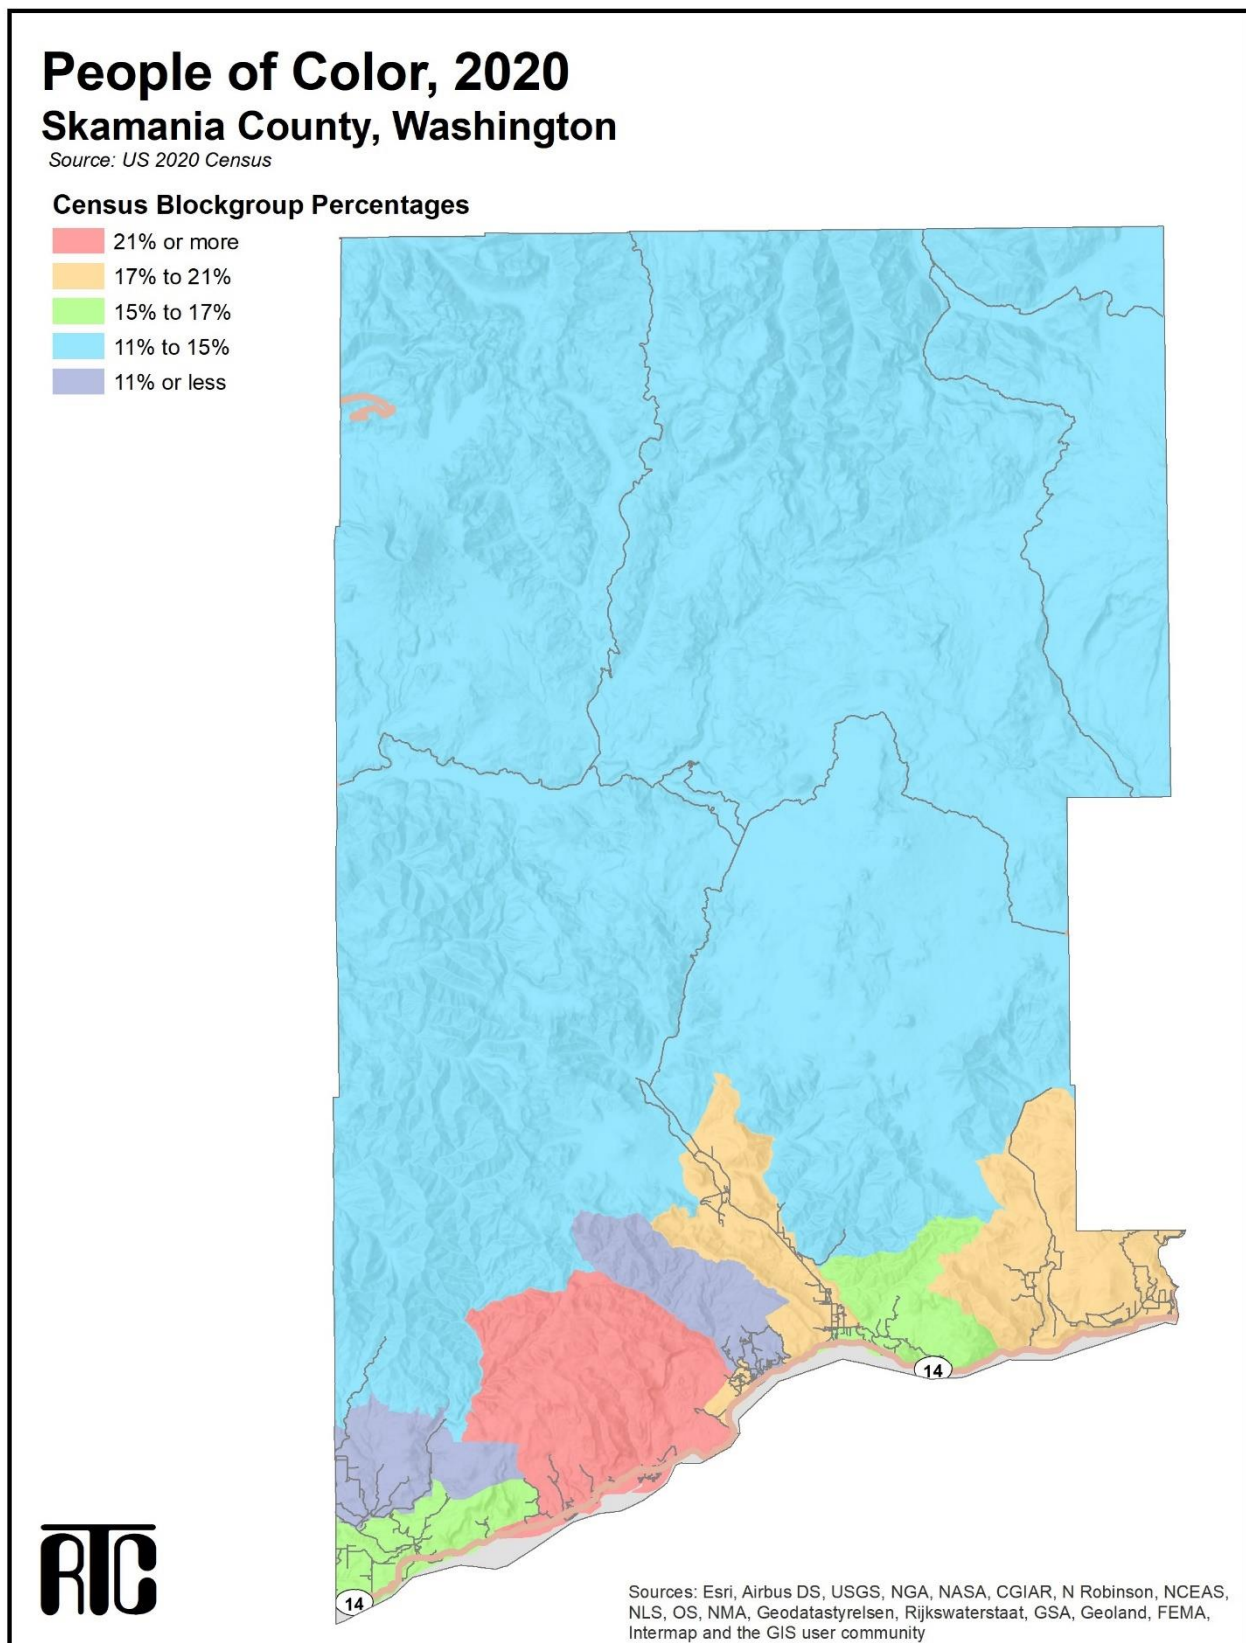 People of Color, 2020
Skamania County, Washington
Source: US 2020 Census
Census Blockgroup Percentages
21% or more
17% to 21%
15% to 17%
11% to 15%
11% or less
14
14
RTC
Sources: Esri, Airbus DS, USGS, NGA, NASA, CGIAR, N Robinson, NCEAS,
NLS, OS, NMA, Geodatastyrelsen, Rijkswaterstaat, GSA, Geoland, FEMA,
Intermap and the GIS user community